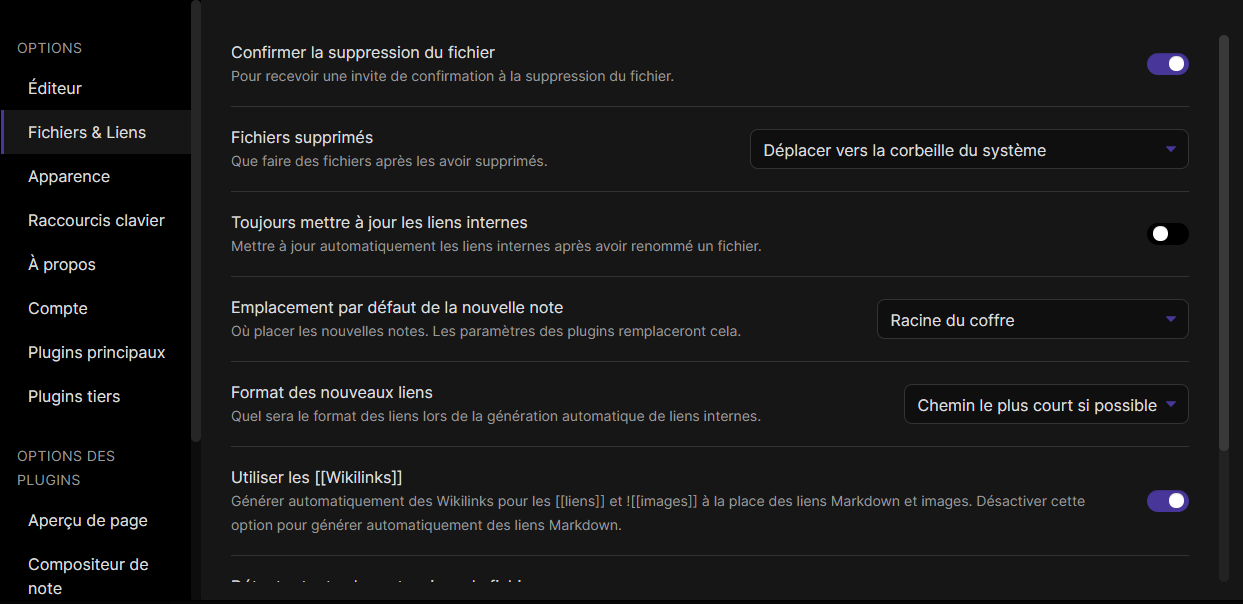 OPTIONS
Éditeur
Fichiers & Liens
Apparence
Raccourcis clavier
À propos
Compte
Plugins principaux
Plugins tiers
OPTIONS DES
PLUGINS
Aperçu de page
Compositeur de
note
Confirmer la suppression du fichier
Pour recevoir une invite de confirmation à la suppression du fichier.
Fichiers supprimés
Que faire des fichiers après les avoir supprimés.
Déplacer vers la corbeille du système
Toujours mettre à jour les liens internes
Mettre à jour automatiquement les liens internes après avoir renommé un fichier.
Emplacement par défaut de la nouvelle note
Où placer les nouvelles notes. Les paramètres des plugins remplaceront cela.
Racine du coffre
Format des nouveaux liens
Quel sera le format des liens lors de la génération automatique de liens internes.
Chemin le plus court si possible
Utiliser les [[Wikilinks]]
Générer automatiquement des Wikilinks pour les [[liens]] et ![[images]] à la place des liens Markdown et images. Désactiver cette
option pour générer automatiquement des liens Markdown.